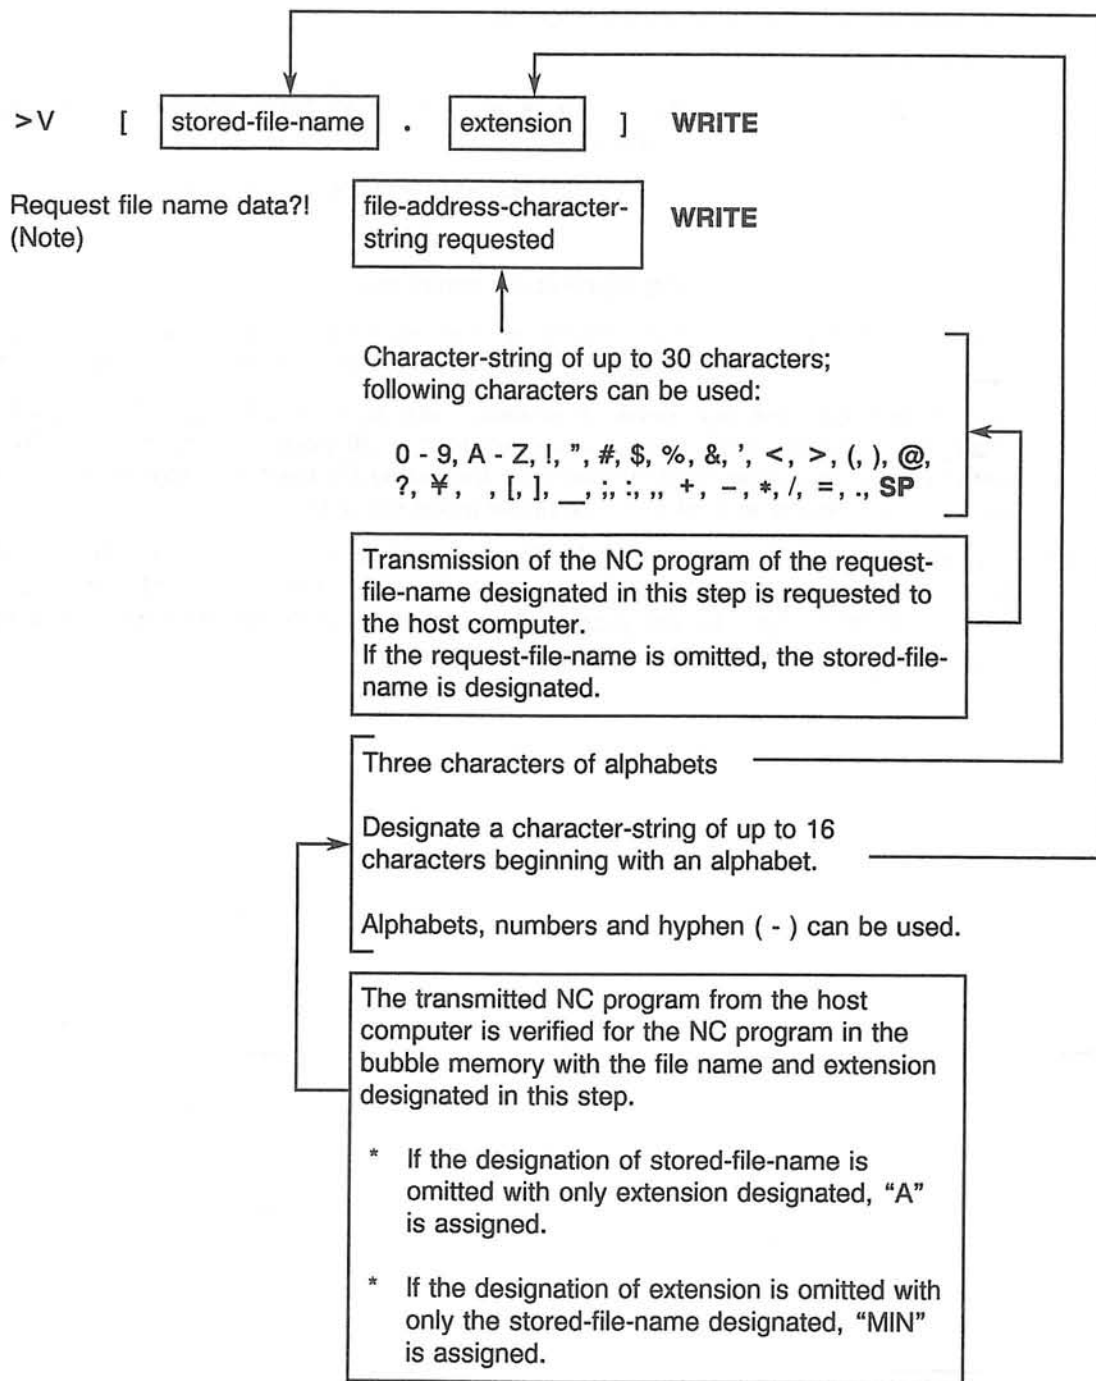 >V [ stored-file-name . extension ] WRITE
Request file name data?! file-address-character- WRITE
(Note) string requested
Character-string of up to 30 characters;
following characters can be used:
0 - 9, A - Z, !, ", #, $, %, &, ', <, >, (, ), @,
?, ¥, , [, ], __, ;, :, ,, +, −, *, /, =, ., SP
Transmission of the NC program of the request-
file-name designated in this step is requested to
the host computer.
If the request-file-name is omitted, the stored-file-
name is designated.
Three characters of alphabets
Designate a character-string of up to 16
characters beginning with an alphabet.
Alphabets, numbers and hyphen ( - ) can be used.
The transmitted NC program from the host
computer is verified for the NC program in the
bubble memory with the file name and extension
designated in this step.
* If the designation of stored-file-name is
omitted with only extension designated, “A”
is assigned.
* If the designation of extension is omitted with
only the stored-file-name designated, “MIN”
is assigned.